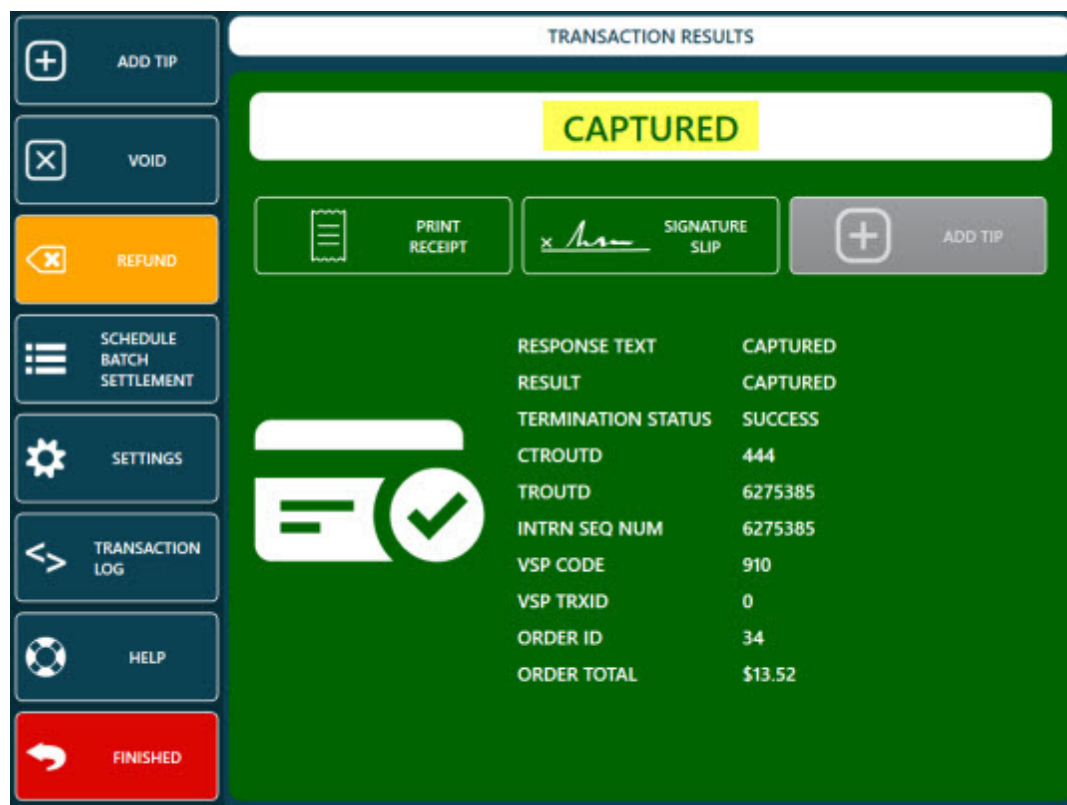 ADD TIP
VOID
REFUND
SCHEDULE
BATCH
SETTLEMENT
SETTINGS
TRANSACTION
LOG
HELP
FINISHED
TRANSACTION RESULTS
CAPTURED
PRINT
RECEIPT
SIGNATURE
SLIP
ADD TIP
RESPONSE TEXT CAPTURED
RESULT CAPTURED
TERMINATION STATUS SUCCESS
CTROUTD 444
TROUTD 6275385
INTRN SEQ NUM 6275385
VSP CODE 910
VSP TRXID 0
ORDER ID 34
ORDER TOTAL $13.52